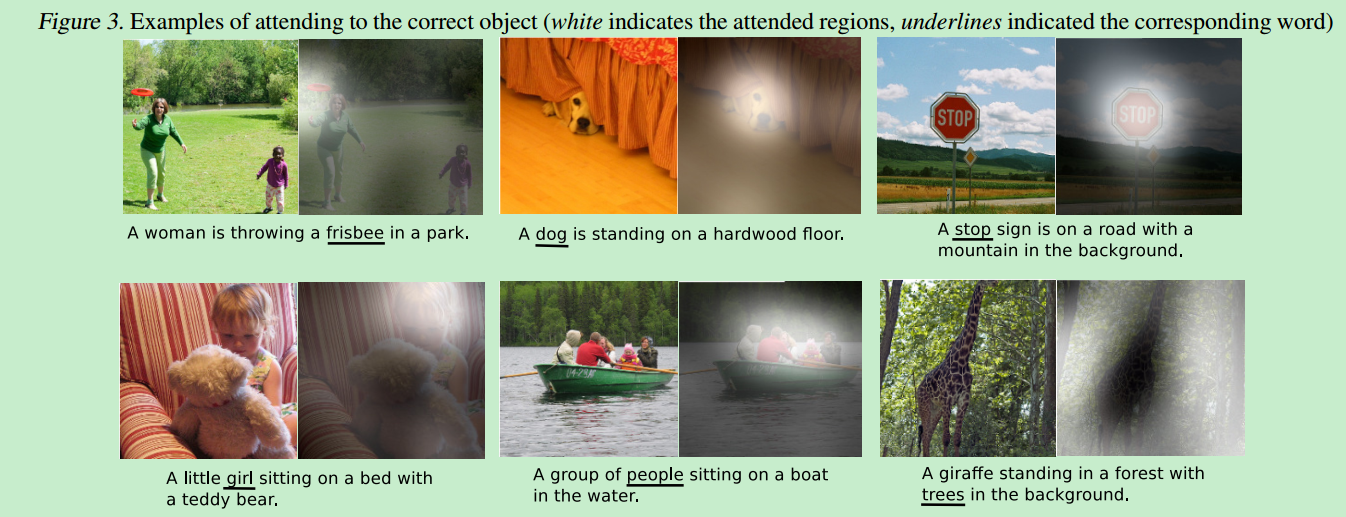 Figure 3. Examples of attending to the correct object (white indicates the attended regions, underlines indicated the corresponding word)
STOP
STOP
A woman is throwing a frisbee in a park.
A dog is standing on a hardwood floor.
A stop sign is on a road with a
mountain in the background.
A little girl sitting on a bed with
a teddy bear.
A group of people sitting on a boat
in the water.
A giraffe standing in a forest with
trees in the background.